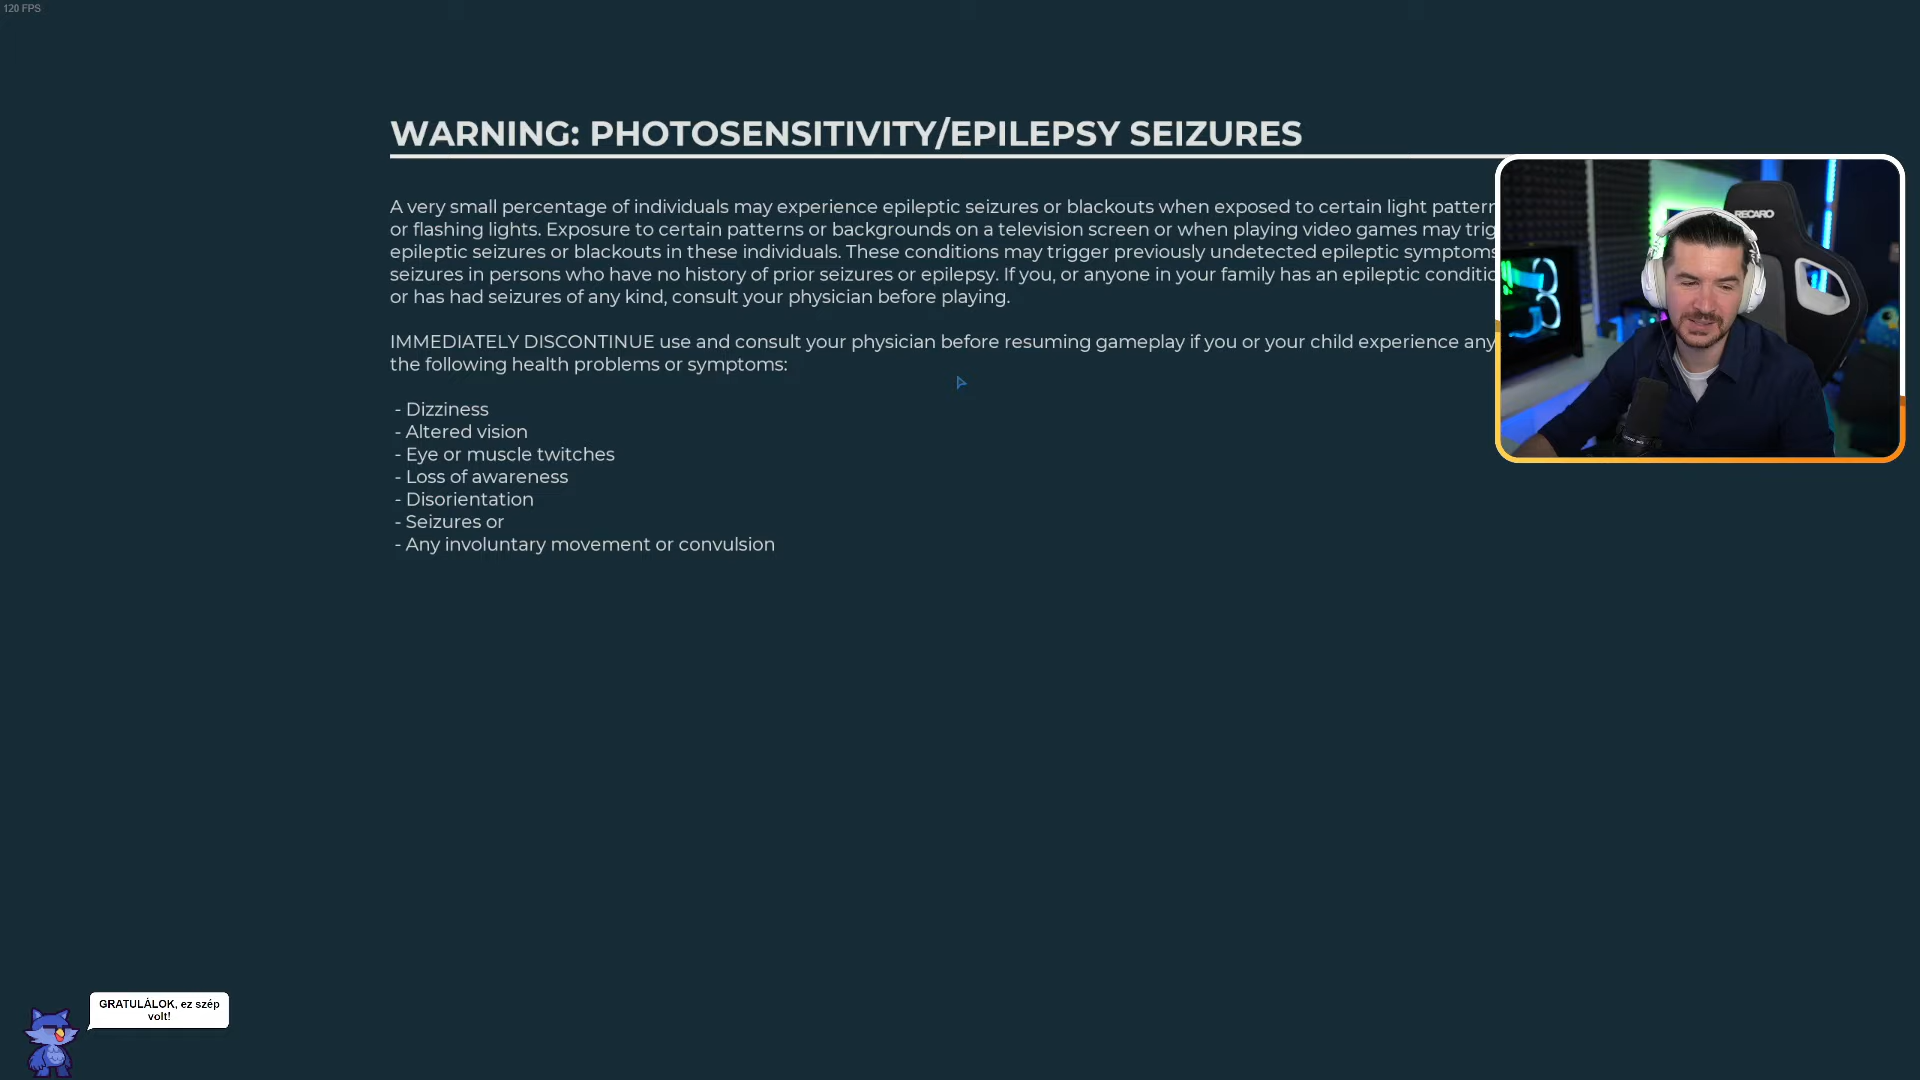 120 FPS
WARNING: PHOTOSENSITIVITY/EPILEPSY SEIZURES
A very small percentage of individuals may experience epileptic seizures or blackouts when exposed to certain light
or flashing lights. Exposure to certain patterns or backgrounds on a television screen or when playing video games may
epileptic seizures or blackouts in these individuals. These conditions may trigger previously undetected epileptic symptoms
seizures in persons who have no history of prior seizures or epilepsy. If you, or anyone in your family has an epileptic
or has had seizures of any kind, consult your physician before playing.
IMMEDIATELY DISCONTINUE use and consult your physician before resuming gameplay if you or your child experience any
the following health problems or symptoms:
- Dizziness
- Altered vision
- Eye or muscle twitches
- Loss of awareness
- Disorientation
- Seizures or
- Any involuntary movement or convulsion
RECARO
GRATULÁLOK, ez szép
volt!